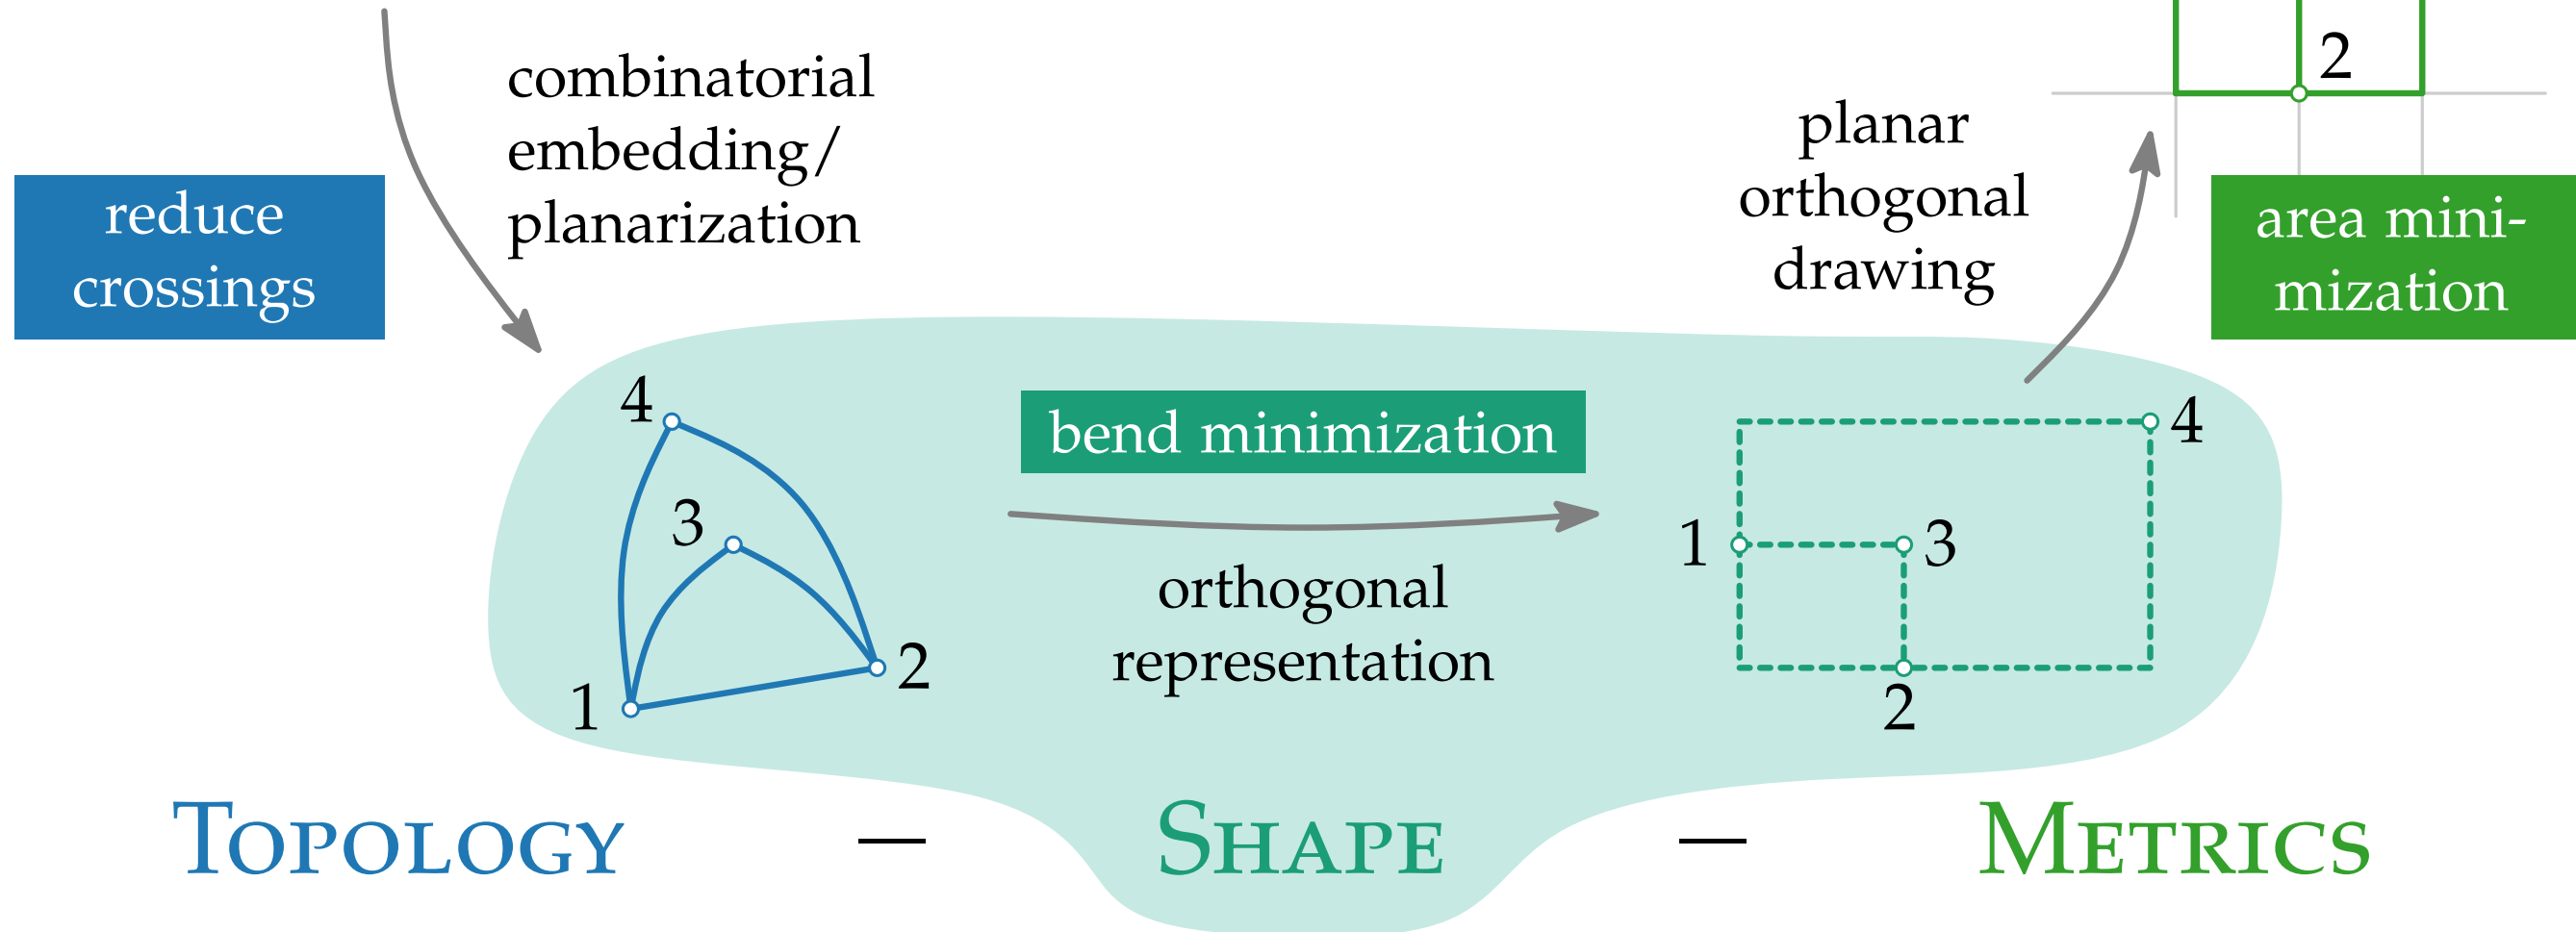 combinatorial
embedding/
planarization
reduce
crossings
planar
orthogonal
drawing
2
area mini-
mization
4
3
1
2
bend minimization
orthogonal
representation
4
1
3
2
TOPOLOGY — SHAPE — METRICS